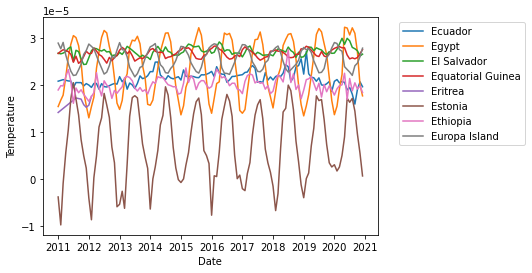 1e−5
3
2
1
0
−1
Temperature
2011 2012 2013 2014 2015 2016 2017 2018 2019 2020 2021
Date
Ecuador
Egypt
El Salvador
Equatorial Guinea
Eritrea
Estonia
Ethiopia
Europa Island